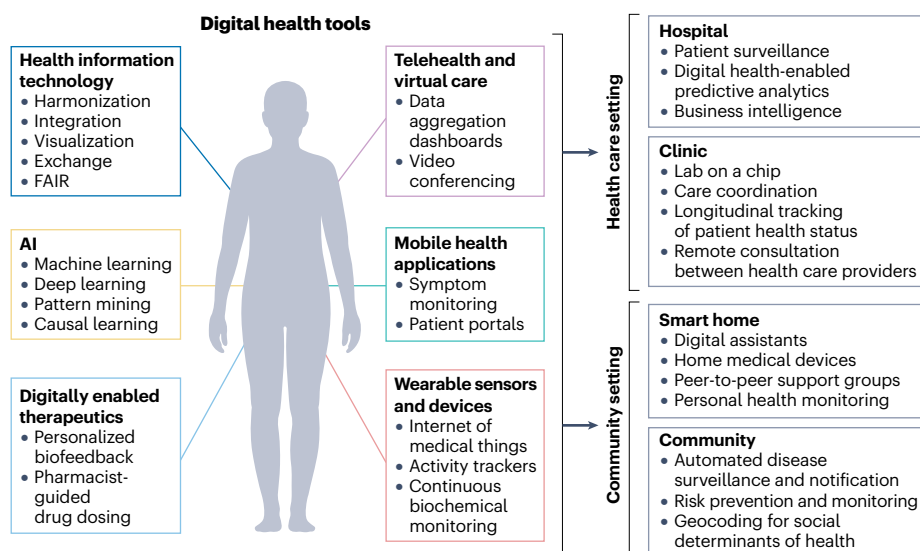 Digital health tools
Health information
technology
• Harmonization
• Integration
• Visualization
• Exchange
• FAIR
AI
• Machine learning
• Deep learning
• Pattern mining
• Causal learning
Digitally enabled
therapeutics
• Personalized
biofeedback
• Pharmacist-
guided
drug dosing
Telehealth and
virtual care
• Data
aggregation
dashboards
• Video
conferencing
Mobile health
applications
• Symptom
monitoring
• Patient portals
Wearable sensors
and devices
• Internet of
medical things
• Activity trackers
• Continuous
biochemical
monitoring
Health care setting
Hospital
• Patient surveillance
• Digital health-enabled
predictive analytics
• Business intelligence
Clinic
• Lab on a chip
• Care coordination
• Longitudinal tracking
of patient health status
• Remote consultation
between health care providers
Community setting
Smart home
• Digital assistants
• Home medical devices
• Peer-to-peer support groups
• Personal health monitoring
Community
• Automated disease
surveillance and notification
• Risk prevention and monitoring
• Geocoding for social
determinants of health